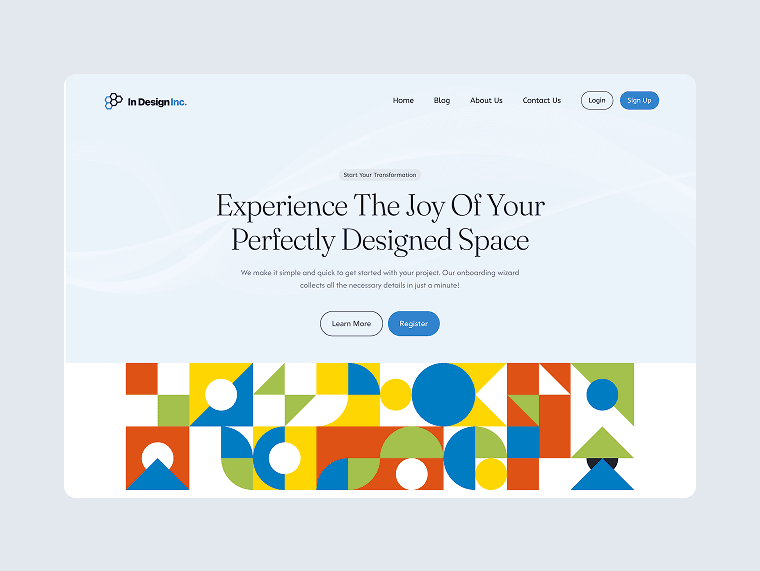 In Design Inc.
Home Blog About Us Contact Us Login Sign Up
Start Your Transformation
Experience The Joy Of Your
Perfectly Designed Space
We make it simple and quick to get started with your project. Our onboarding wizard
collects all the necessary details in just a minute!
Learn More Register